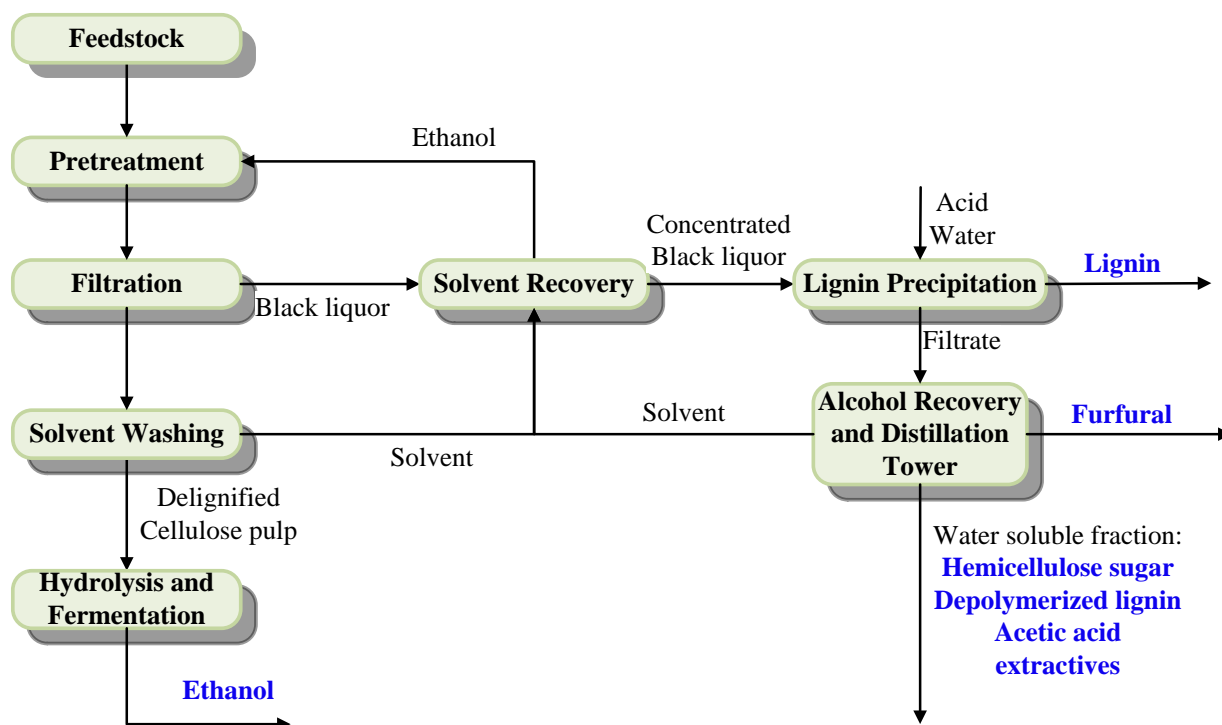 Feedstock
Ethanol
Pretreatment
Concentrated
Black liquor
Acid
Water
Filtration
Black liquor
Solvent Recovery
Lignin Precipitation
Lignin
Filtrate
Solvent Washing
Solvent
Solvent
Alcohol Recovery
and Distillation
Tower
Furfural
Delignified
Cellulose pulp
Hydrolysis and
Fermentation
Water soluble fraction:
Hemicellulose sugar
Depolymerized lignin
Acetic acid
extractives
Ethanol